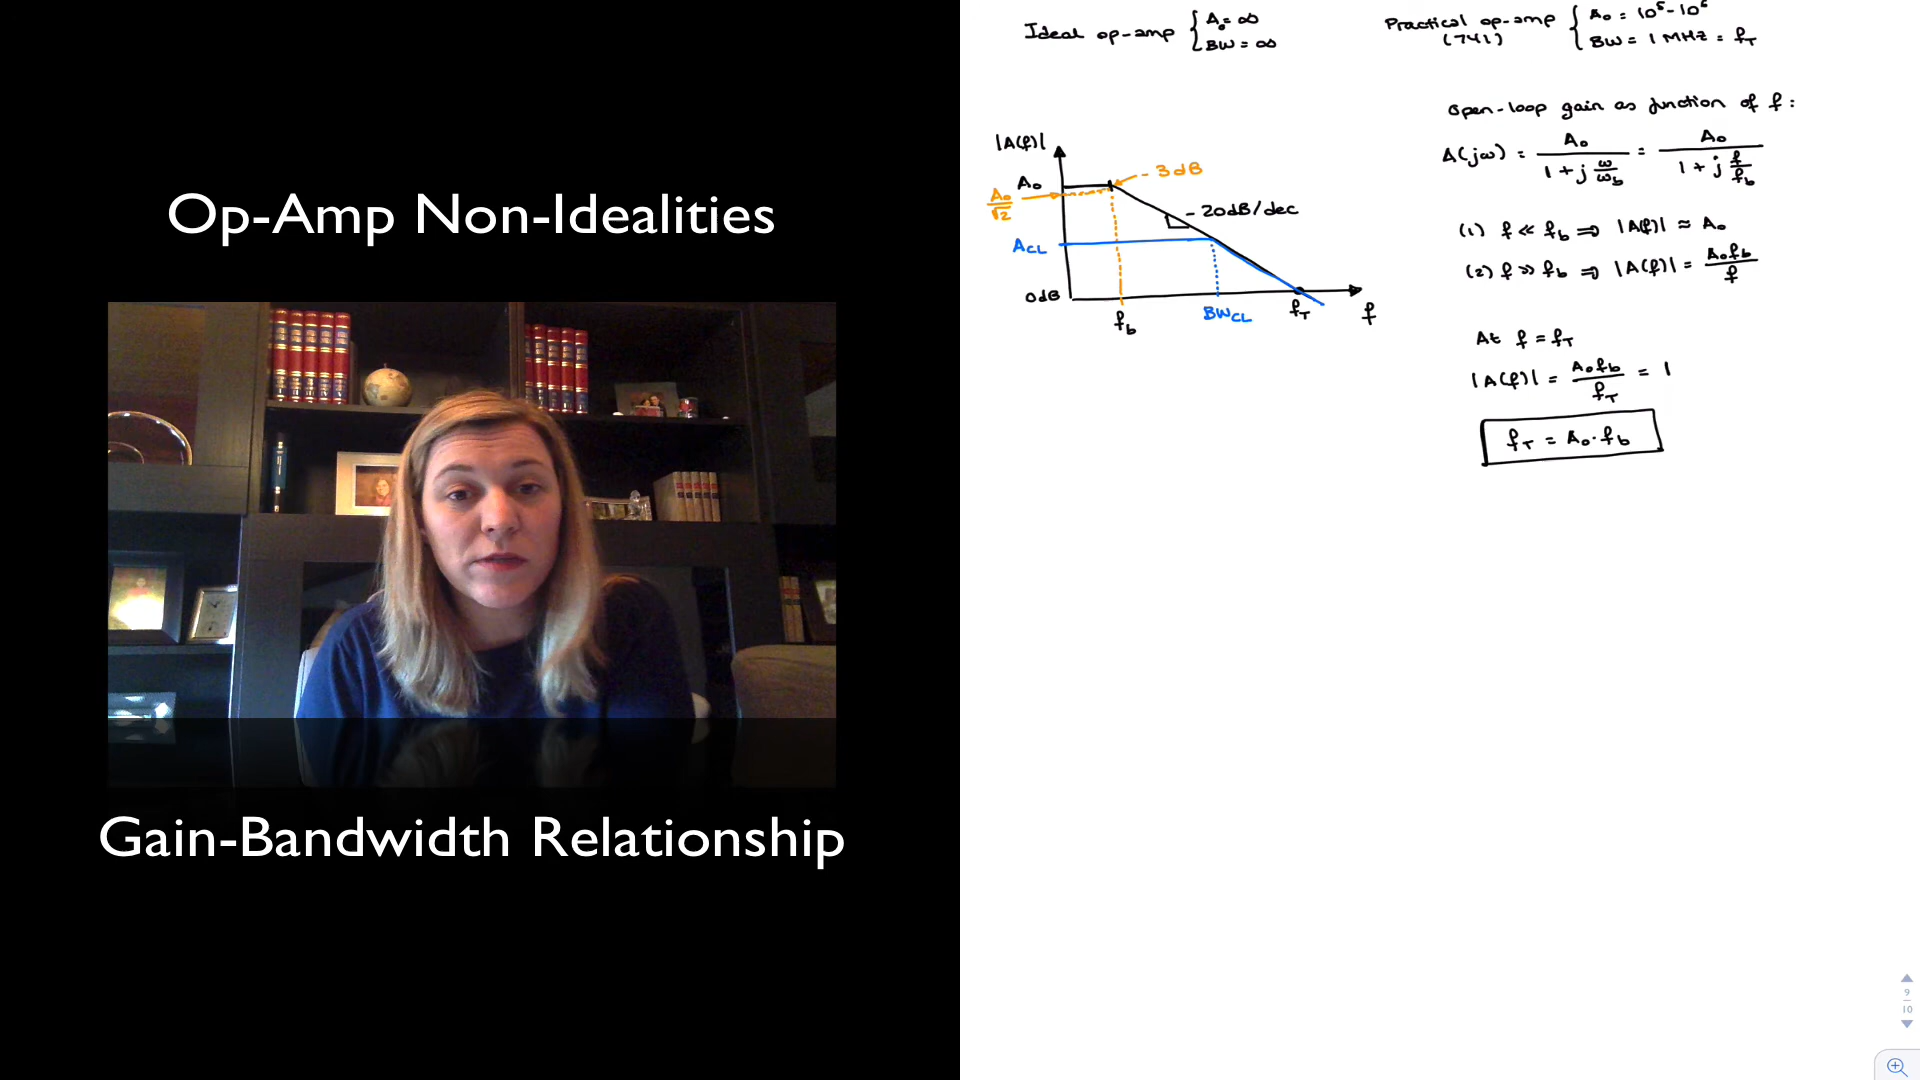 Op-Amp Non-Idealities
Gain-Bandwidth Relationship
Ideal op-amp { A₀ = ∞
BW = ∞
Practical op-amp { A₀ = 10⁵ - 10⁶
(741) BW = 1 MHz = f_T
Open-loop gain as function of f:
A(jω) = A₀ / (1 + j ω/ω_b) = A₀ / (1 + j f/f_b)
(1) f << f_b ⇒ |A(f)| ≈ A₀
(2) f >> f_b ⇒ |A(f)| = A₀f_b / f
At f = f_T
|A(f)| = A₀f_b / f_T = 1
f_T = A₀·f_b
|A(f)|
A₀
A₀/√2
-3dB
-20dB/dec
A_CL
0dB
f_b
BW_CL
f_T
f
9
10